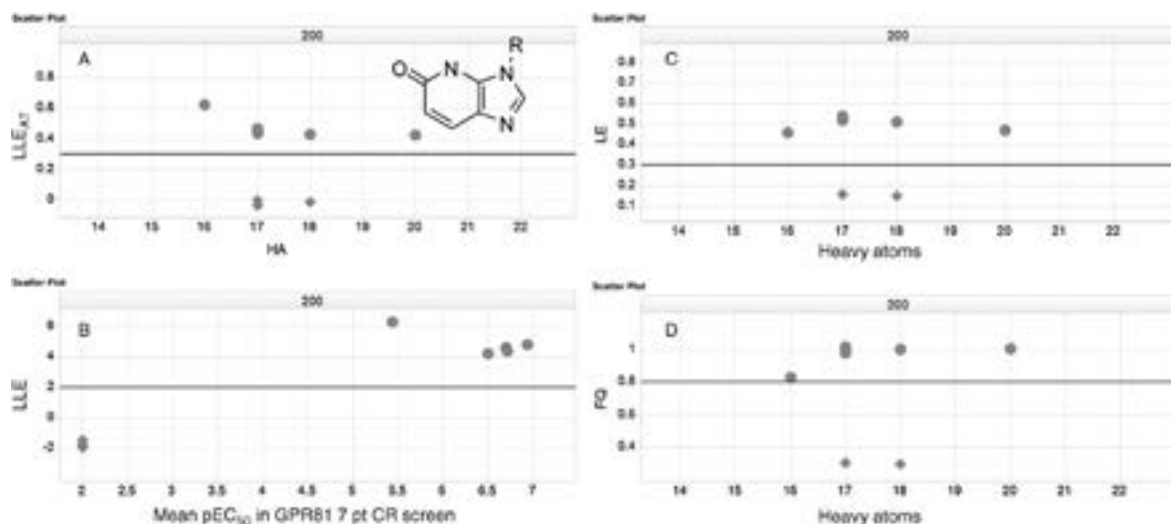 Scatter Plot
200
A
LLE_AT
0.8
0.6
0.4
0.2
0
14 15 16 17 18 19 20 21 22
HA
O N N R N
Scatter Plot
200
C
LE
0.8
0.7
0.6
0.5
0.4
0.3
0.2
0.1
14 15 16 17 18 19 20 22
Heavy atoms
Scatter Plot
200
B
LLE
6
4
2
0
-2
2 2.5 3 3.5 4 4.5 5 5.5 6 6.5 7
Mean pEC50 in GPR81 7 pt CR screen
Scatter Plot
200
D
FQ
1
0.8
0.6
0.4
14 15 16 17 18 19 20 22
Heavy atoms